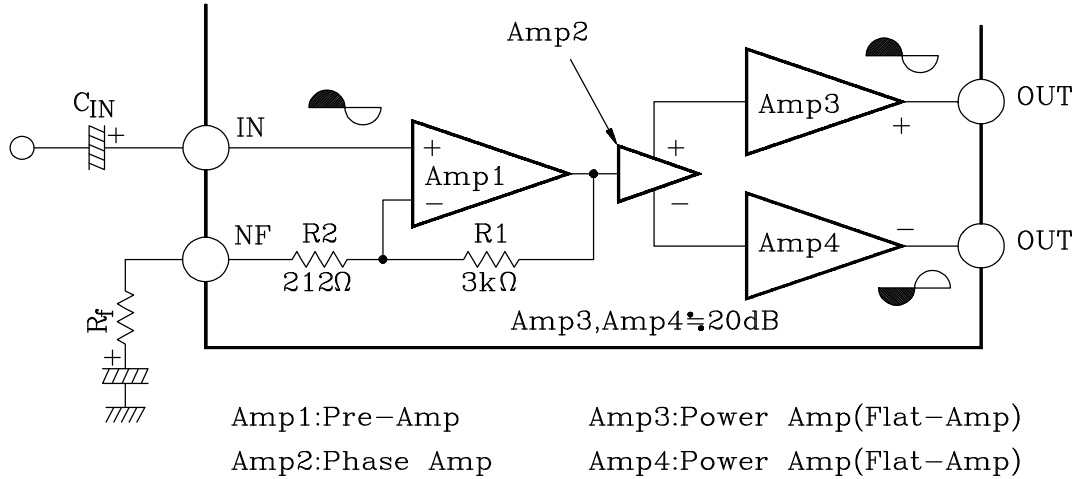 Amp2
CIN
+
IN
+
Amp1
−
+
−
Amp3
+
OUT
NF
R2
212Ω
R1
3kΩ
Amp4
−
OUT
Rf
+
Amp3,Amp4≒20dB
Amp1:Pre−Amp
Amp3:Power Amp(Flat−Amp)
Amp2:Phase Amp
Amp4:Power Amp(Flat−Amp)